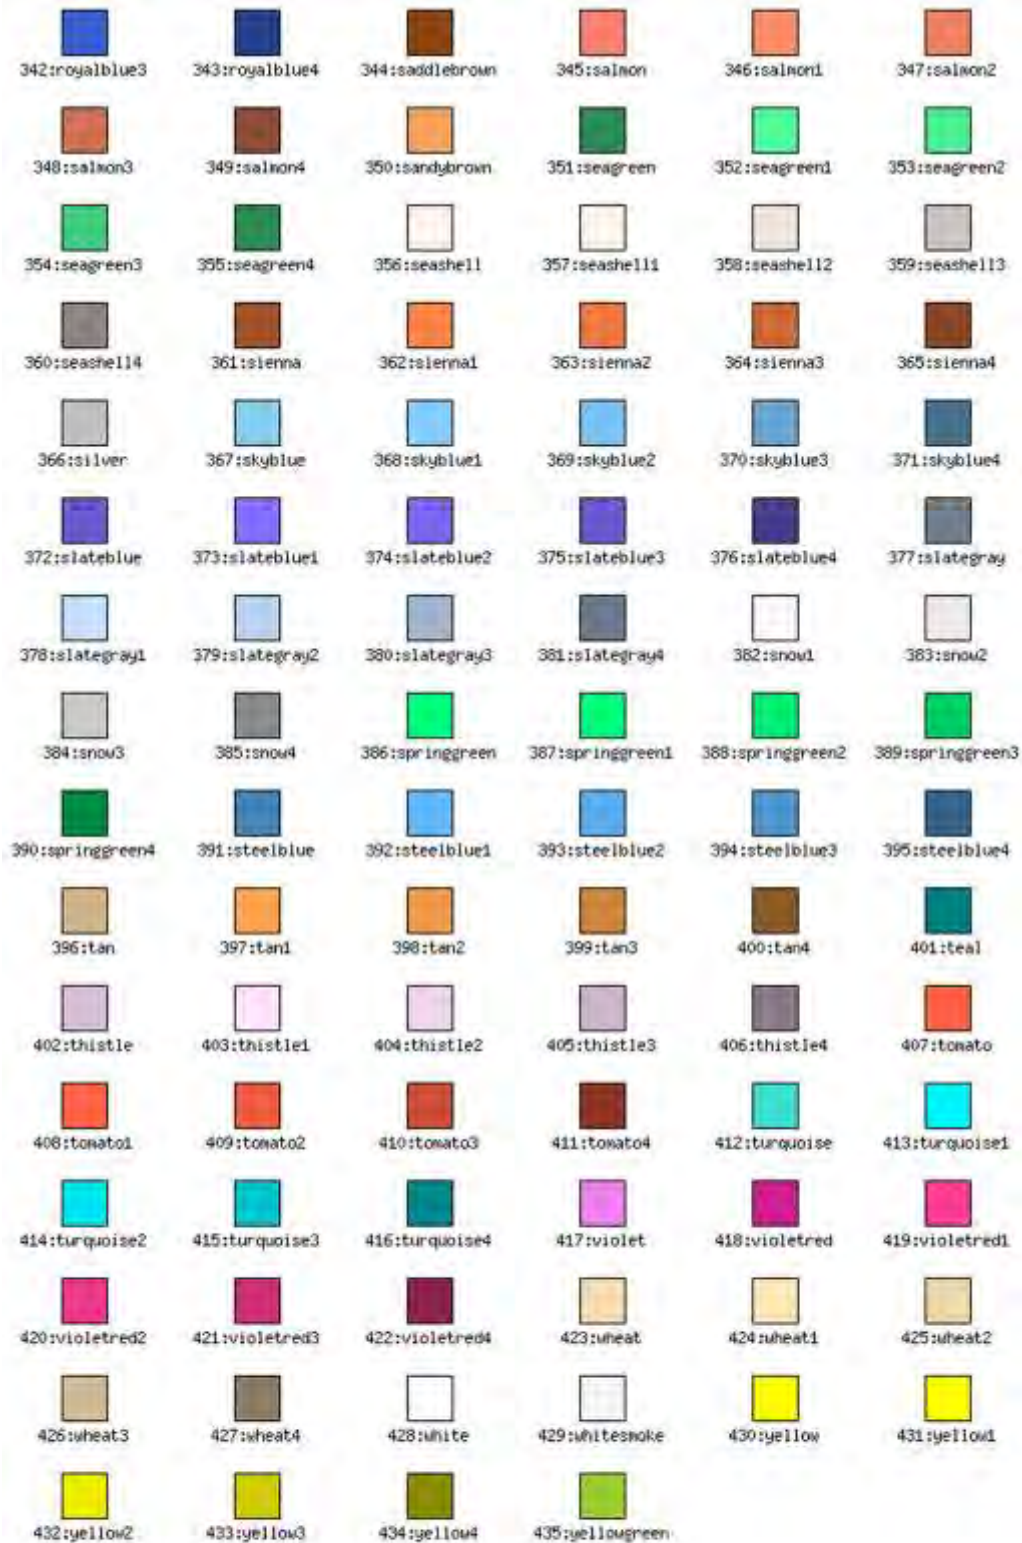 342:royalblue3 343:royalblue4 344:saddlebrown 345:salmon 346:salmon1 347:salmon2
348:salmon3 349:salmon4 350:sandybrown 351:seagreen 352:seagreen1 353:seagreen2
354:seagreen3 355:seagreen4 356:seashell 357:seashell1 358:seashell2 359:seashell3
360:seashell4 361:sienna 362:sienna1 363:sienna2 364:sienna3 365:sienna4
366:silver 367:skyblue 368:skyblue1 369:skyblue2 370:skyblue3 371:skyblue4
372:slateblue 373:slateblue1 374:slateblue2 375:slateblue3 376:slateblue4 377:slategray
378:slategray1 379:slategray2 380:slategray3 381:slategray4 382:snow1 383:snow2
384:snow3 385:snow4 386:springgreen 387:springgreen1 388:springgreen2 389:springgreen3
390:springgreen4 391:steelblue 392:steelblue1 393:steelblue2 394:steelblue3 395:steelblue4
396:tan 397:tan1 398:tan2 399:tan3 400:tan4 401:teal
402:thistle 403:thistle1 404:thistle2 405:thistle3 406:thistle4 407:tomato
408:tomato1 409:tomato2 410:tomato3 411:tomato4 412:turquoise 413:turquoise1
414:turquoise2 415:turquoise3 416:turquoise4 417:violet 418:violetred 419:violetred1
420:violetred2 421:violetred3 422:violetred4 423:wheat 424:wheat1 425:wheat2
426:wheat3 427:wheat4 428:white 429:whitesmoke 430:yellow 431:yellow1
432:yellow2 433:yellow3 434:yellow4 435:yellowgreen